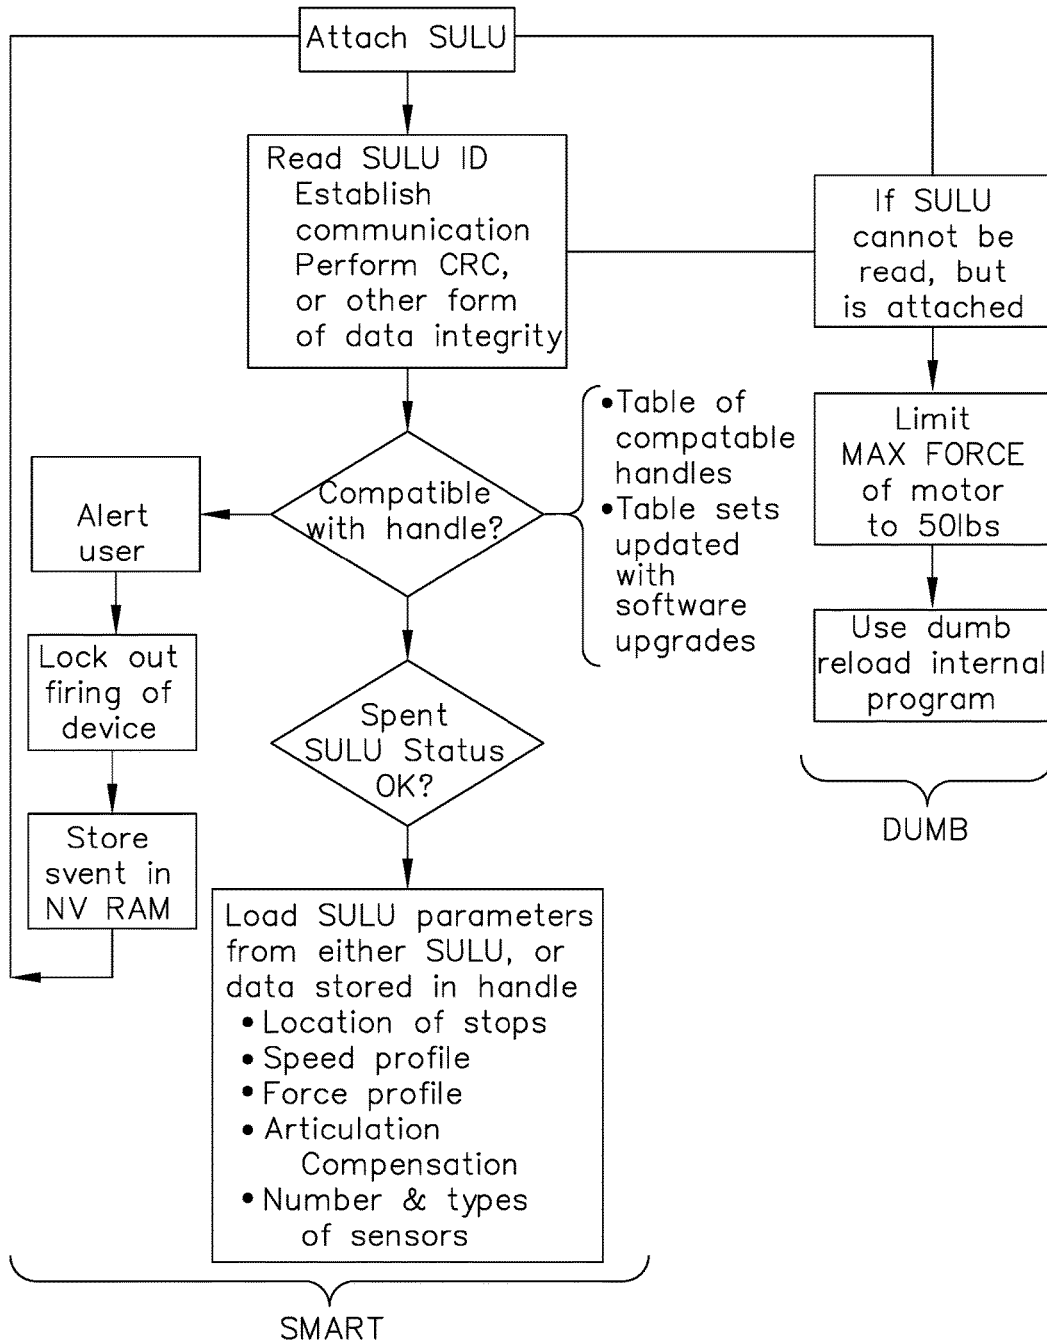 Attach SULU
Read SULU ID
Establish
communication
Perform CRC,
or other form
of data integrity
If SULU
cannot be
read, but
is attached
Limit
MAX FORCE
of motor
to 50lbs
Use dumb
reload internal
program
DUMB
Compatible
with handle?
•Table of
compatable
handles
•Table sets
updated
with
software
upgrades
Alert
user
Lock out
firing of
device
Store
svent in
NV RAM
Spent
SULU Status
OK?
Load SULU parameters
from either SULU, or
data stored in handle
• Location of stops
• Speed profile
• Force profile
• Articulation
Compensation
• Number & types
of sensors
SMART